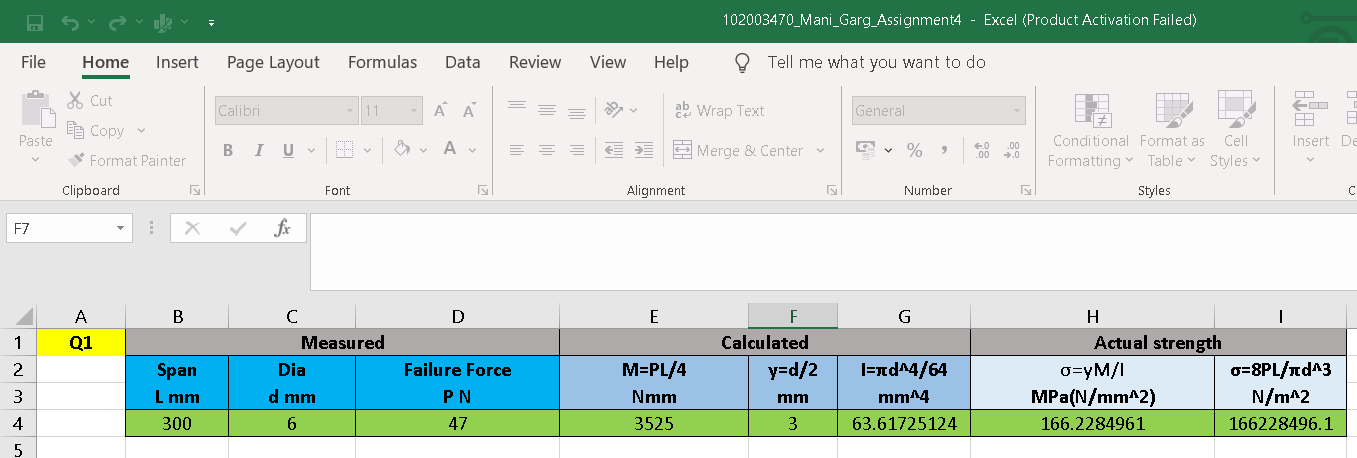 102003470_Mani_Garg_Assignment4 - Excel (Product Activation Failed)
File Home Insert Page Layout Formulas Data Review View Help Tell me what you want to do
Cut
Copy
Format Painter
Paste
Clipboard
Calibri 11 A A
B I U A
Font
ab Wrap Text
Merge & Center
Alignment
General
% , .00 .00
Number
Conditional Formatting
Format as Table
Cell Styles
Styles
Insert
F7 fx
A B C D E F G H I
1 Q1 Measured Calculated Actual strength
2 Span Dia Failure Force M=PL/4 y=d/2 I=πd^4/64 σ=yM/I σ=8PL/πd^3
3 L mm d mm P N Nmm mm mm^4 MPa(N/mm^2) N/m^2
4 300 6 47 3525 3 63.61725124 166.2284961 166228496.1
5